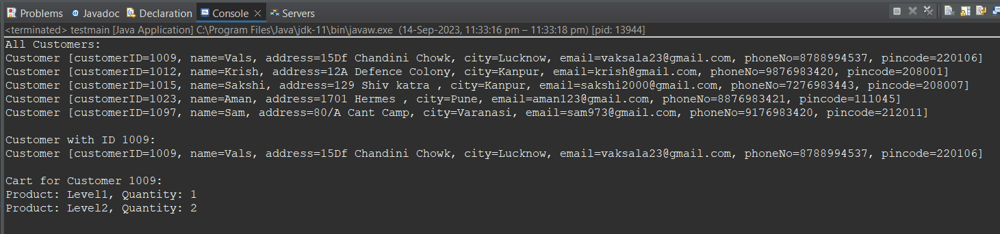 Problems Javadoc Declaration Console Servers
<terminated> testmain [Java Application] C:\Program Files\Java\jdk-11\bin\javaw.exe (14-Sep-2023, 11:33:16 pm – 11:33:18 pm) [pid: 13944]
All Customers:
Customer [customerID=1009, name=Vals, address=15Df Chandini Chowk, city=Lucknow, email=vaksala23@gmail.com, phoneNo=8788994537, pincode=220106]
Customer [customerID=1012, name=Krish, address=12A Defence Colony, city=Kanpur, email=krish@gmail.com, phoneNo=9876983420, pincode=208001]
Customer [customerID=1015, name=Sakshi, address=129 Shiv katra , city=Kanpur, email=sakshi2000@gmail.com, phoneNo=7276983443, pincode=208007]
Customer [customerID=1023, name=Aman, address=1701 Hermes , city=Pune, email=aman123@gmail.com, phoneNo=8876983421, pincode=111045]
Customer [customerID=1097, name=Sam, address=80/A Cant Camp, city=Varanasi, email=sam973@gmail.com, phoneNo=9176983420, pincode=212011]
Customer with ID 1009:
Customer [customerID=1009, name=Vals, address=15Df Chandini Chowk, city=Lucknow, email=vaksala23@gmail.com, phoneNo=8788994537, pincode=220106]
Cart for Customer 1009:
Product: Level1, Quantity: 1
Product: Level2, Quantity: 2